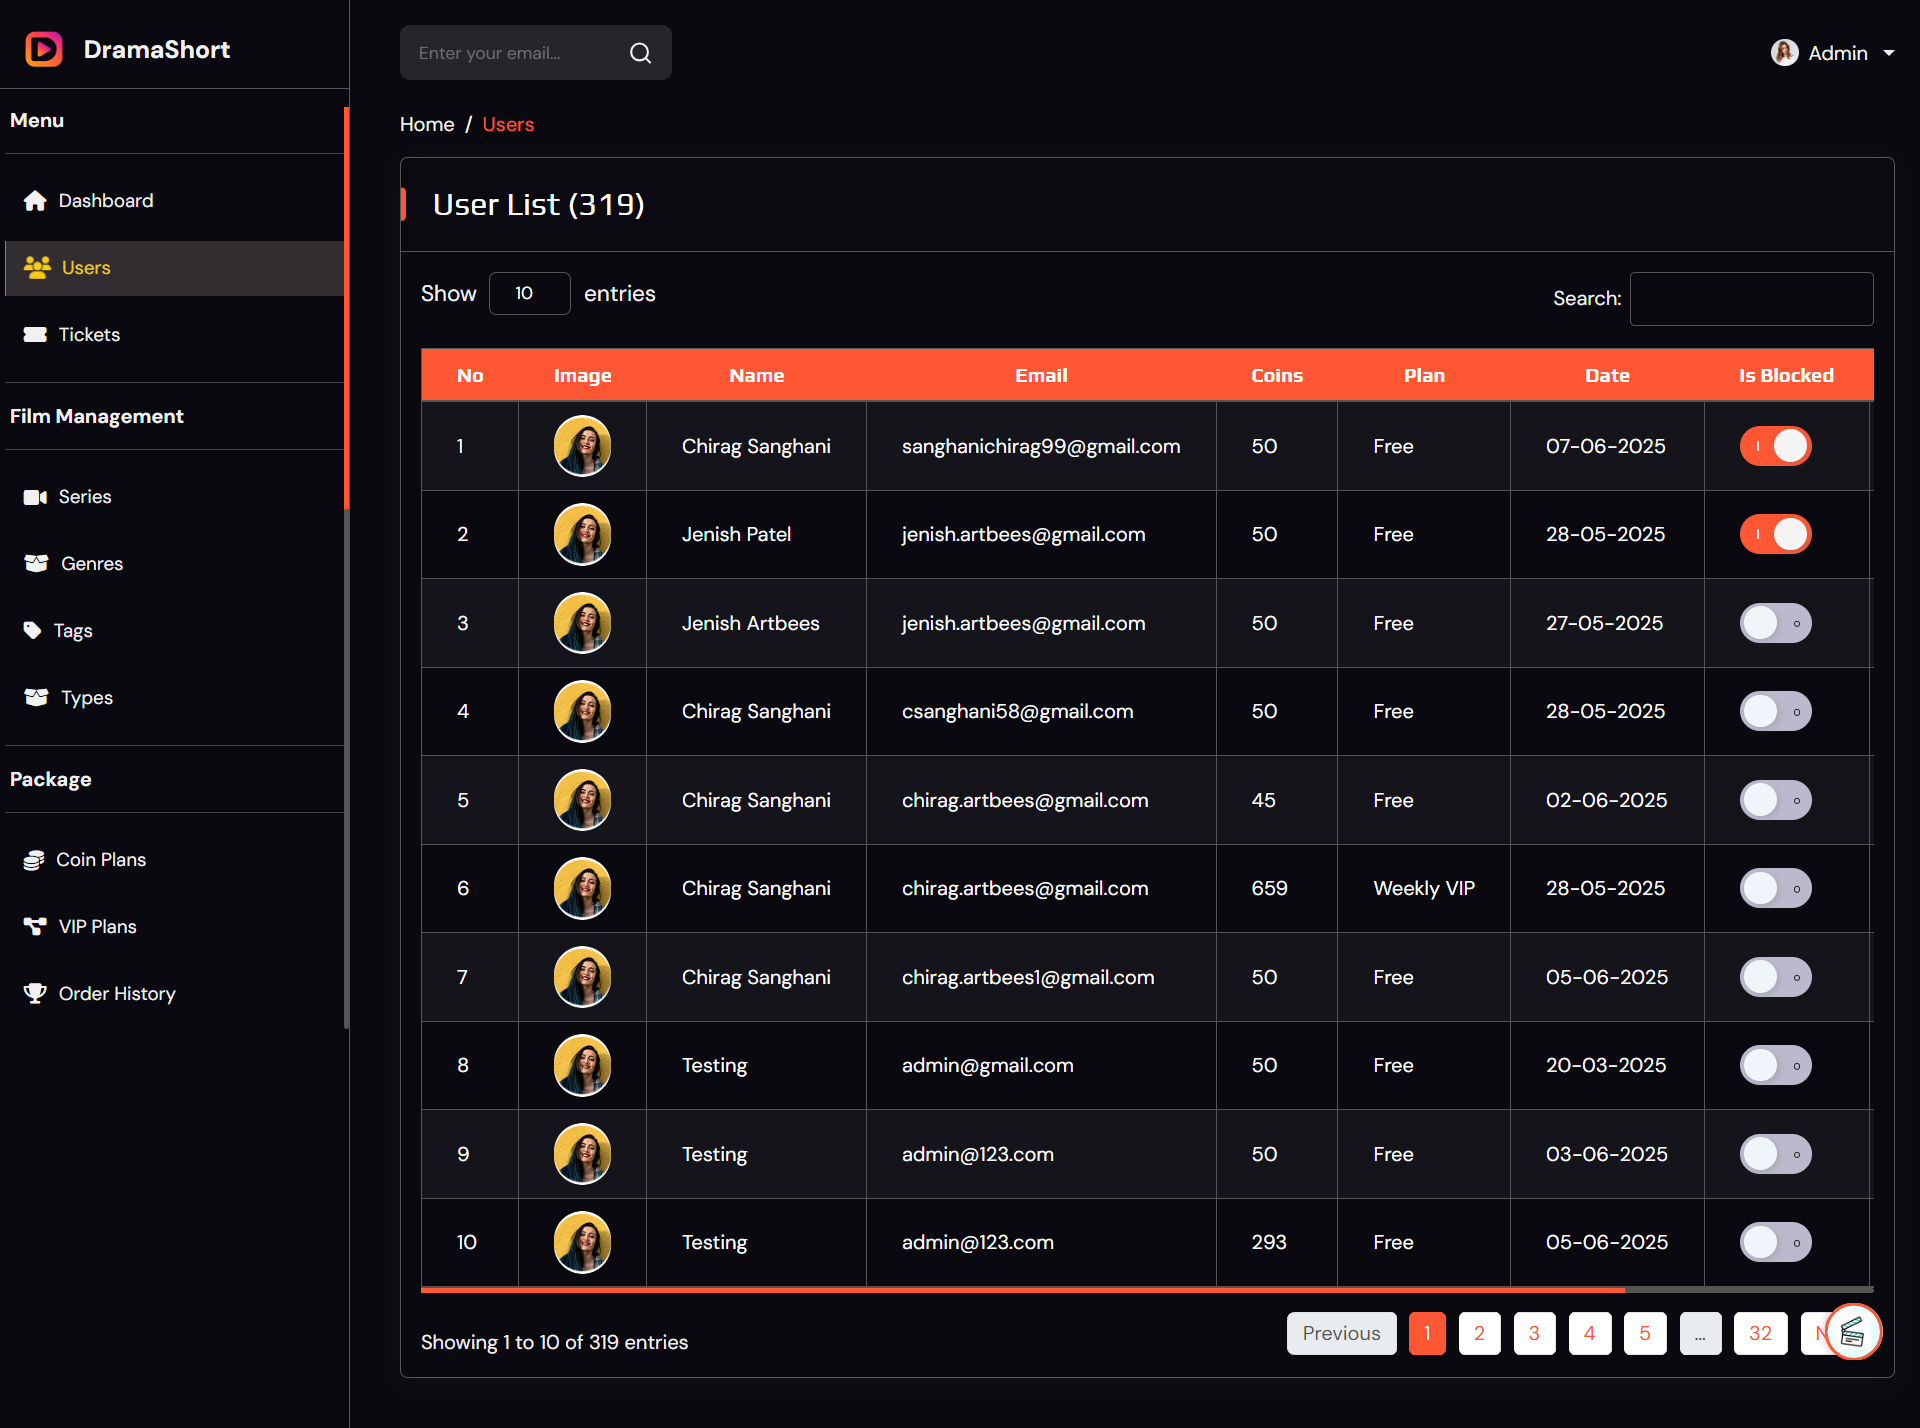 DramaShort
Enter your email...
Admin
Menu
Dashboard
Users
Tickets
Film Management
Series
Genres
Tags
Types
Package
Coin Plans
VIP Plans
Order History
Home / Users
User List (319)
Show 10 entries
Search:
No Image Name Email Coins Plan Date Is Blocked
1 Chirag Sanghani sanghanichirag99@gmail.com 50 Free 07-06-2025
2 Jenish Patel jenish.artbees@gmail.com 50 Free 28-05-2025
3 Jenish Artbees jenish.artbees@gmail.com 50 Free 27-05-2025
4 Chirag Sanghani csanghani58@gmail.com 50 Free 28-05-2025
5 Chirag Sanghani chirag.artbees@gmail.com 45 Free 02-06-2025
6 Chirag Sanghani chirag.artbees@gmail.com 659 Weekly VIP 28-05-2025
7 Chirag Sanghani chirag.artbees1@gmail.com 50 Free 05-06-2025
8 Testing admin@gmail.com 50 Free 20-03-2025
9 Testing admin@123.com 50 Free 03-06-2025
10 Testing admin@123.com 293 Free 05-06-2025
Showing 1 to 10 of 319 entries
Previous 1 2 3 4 5 ... 32